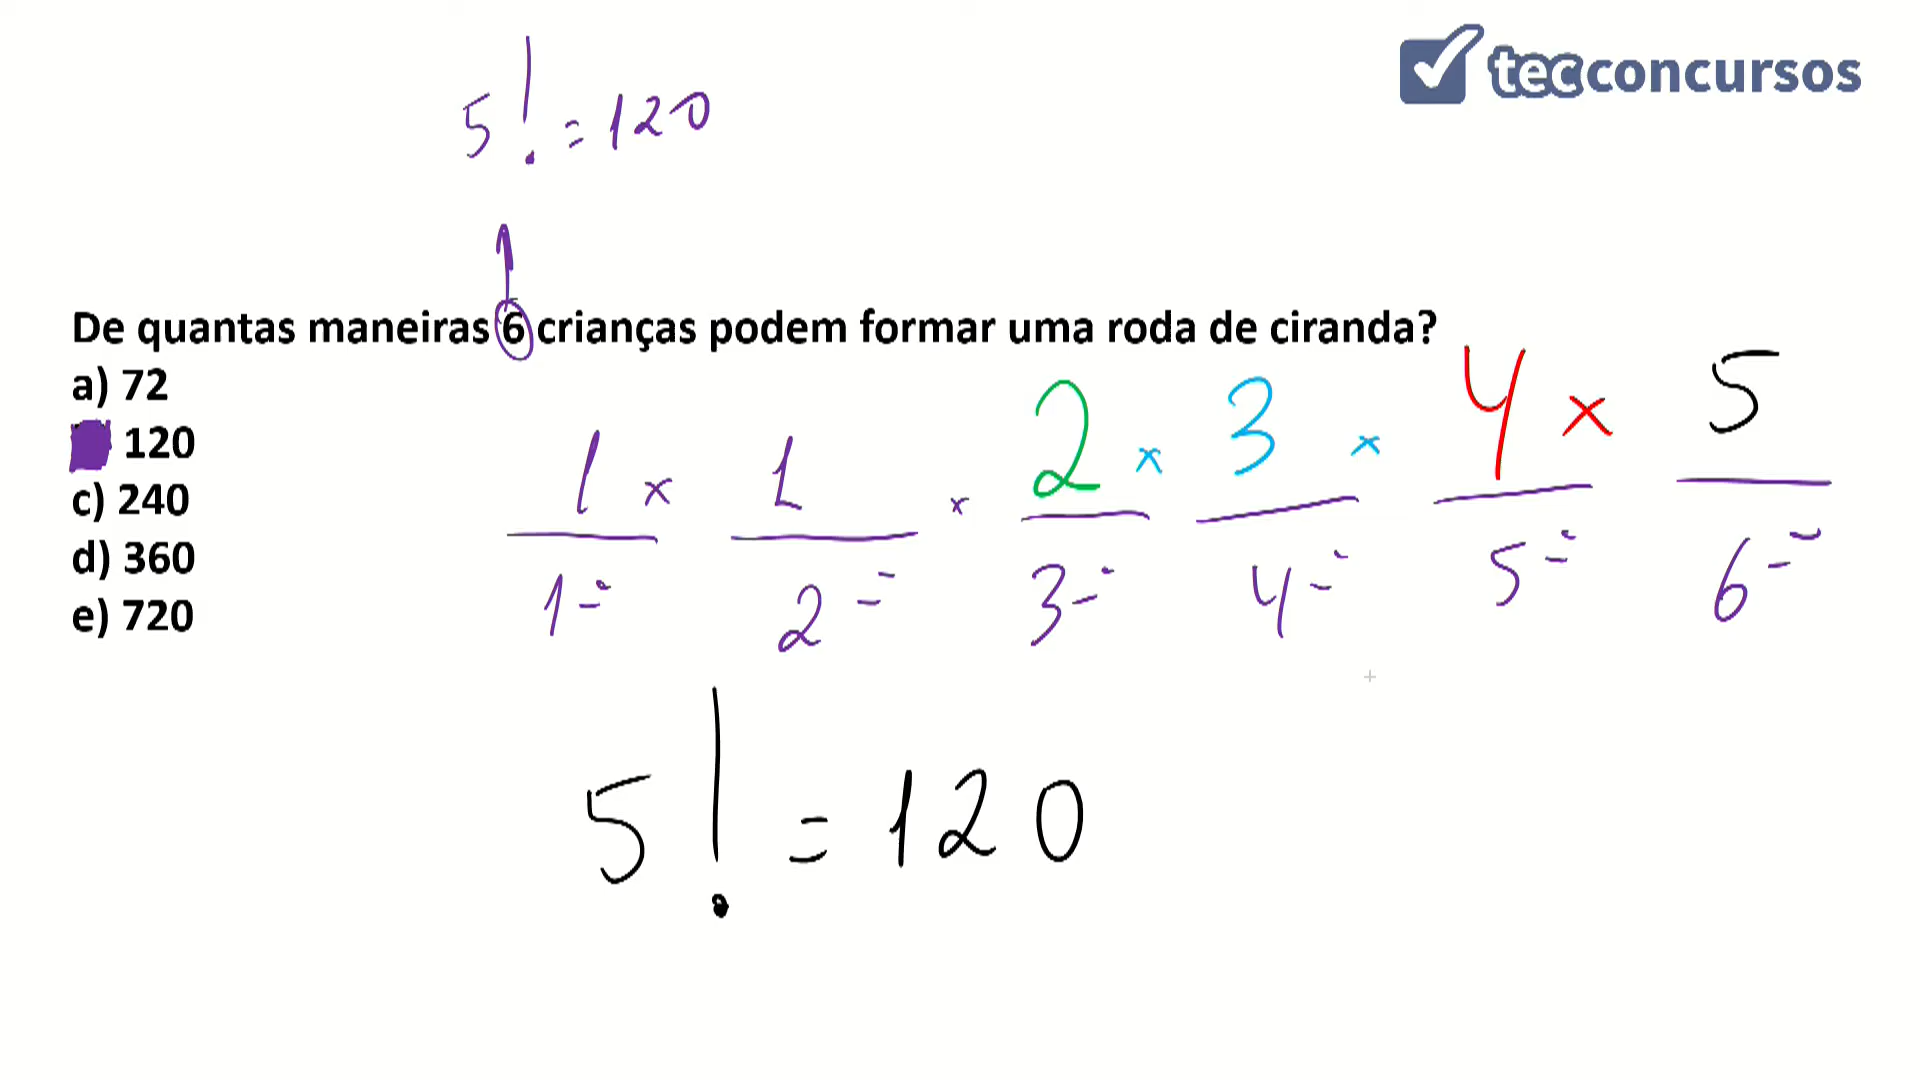 tecconcursos
5! = 120
De quantas maneiras 6 crianças podem formar uma roda de ciranda?
a) 72
120
c) 240
d) 360
e) 720
1 x 1 x 2 x 3 x 4 x 5
1º 2º 3º 4º 5º 6º
5! = 120